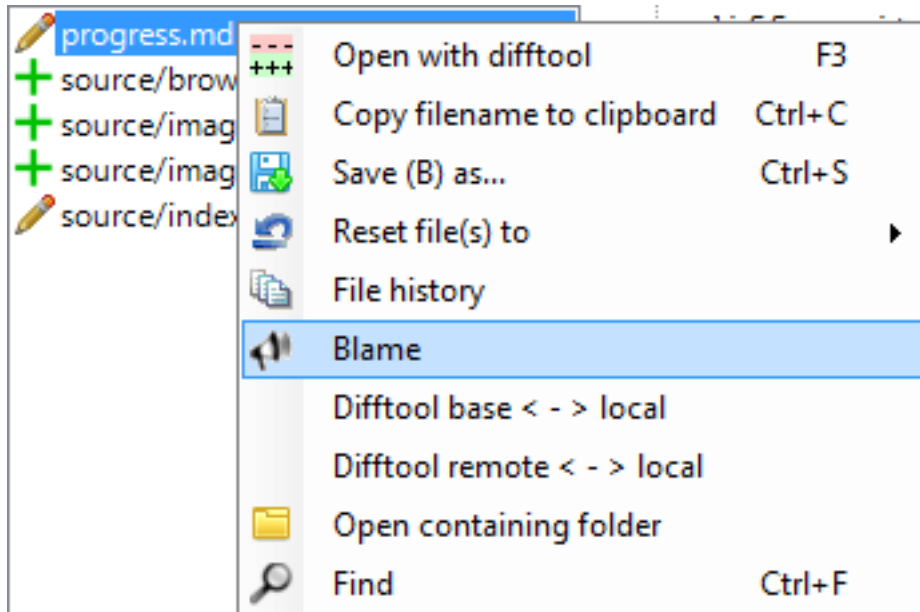 progress.md
source/brow
source/imag
source/imag
source/index
Open with difftool F3
Copy filename to clipboard Ctrl+C
Save (B) as... Ctrl+S
Reset file(s) to
File history
Blame
Difftool base < - > local
Difftool remote < - > local
Open containing folder
Find Ctrl+F